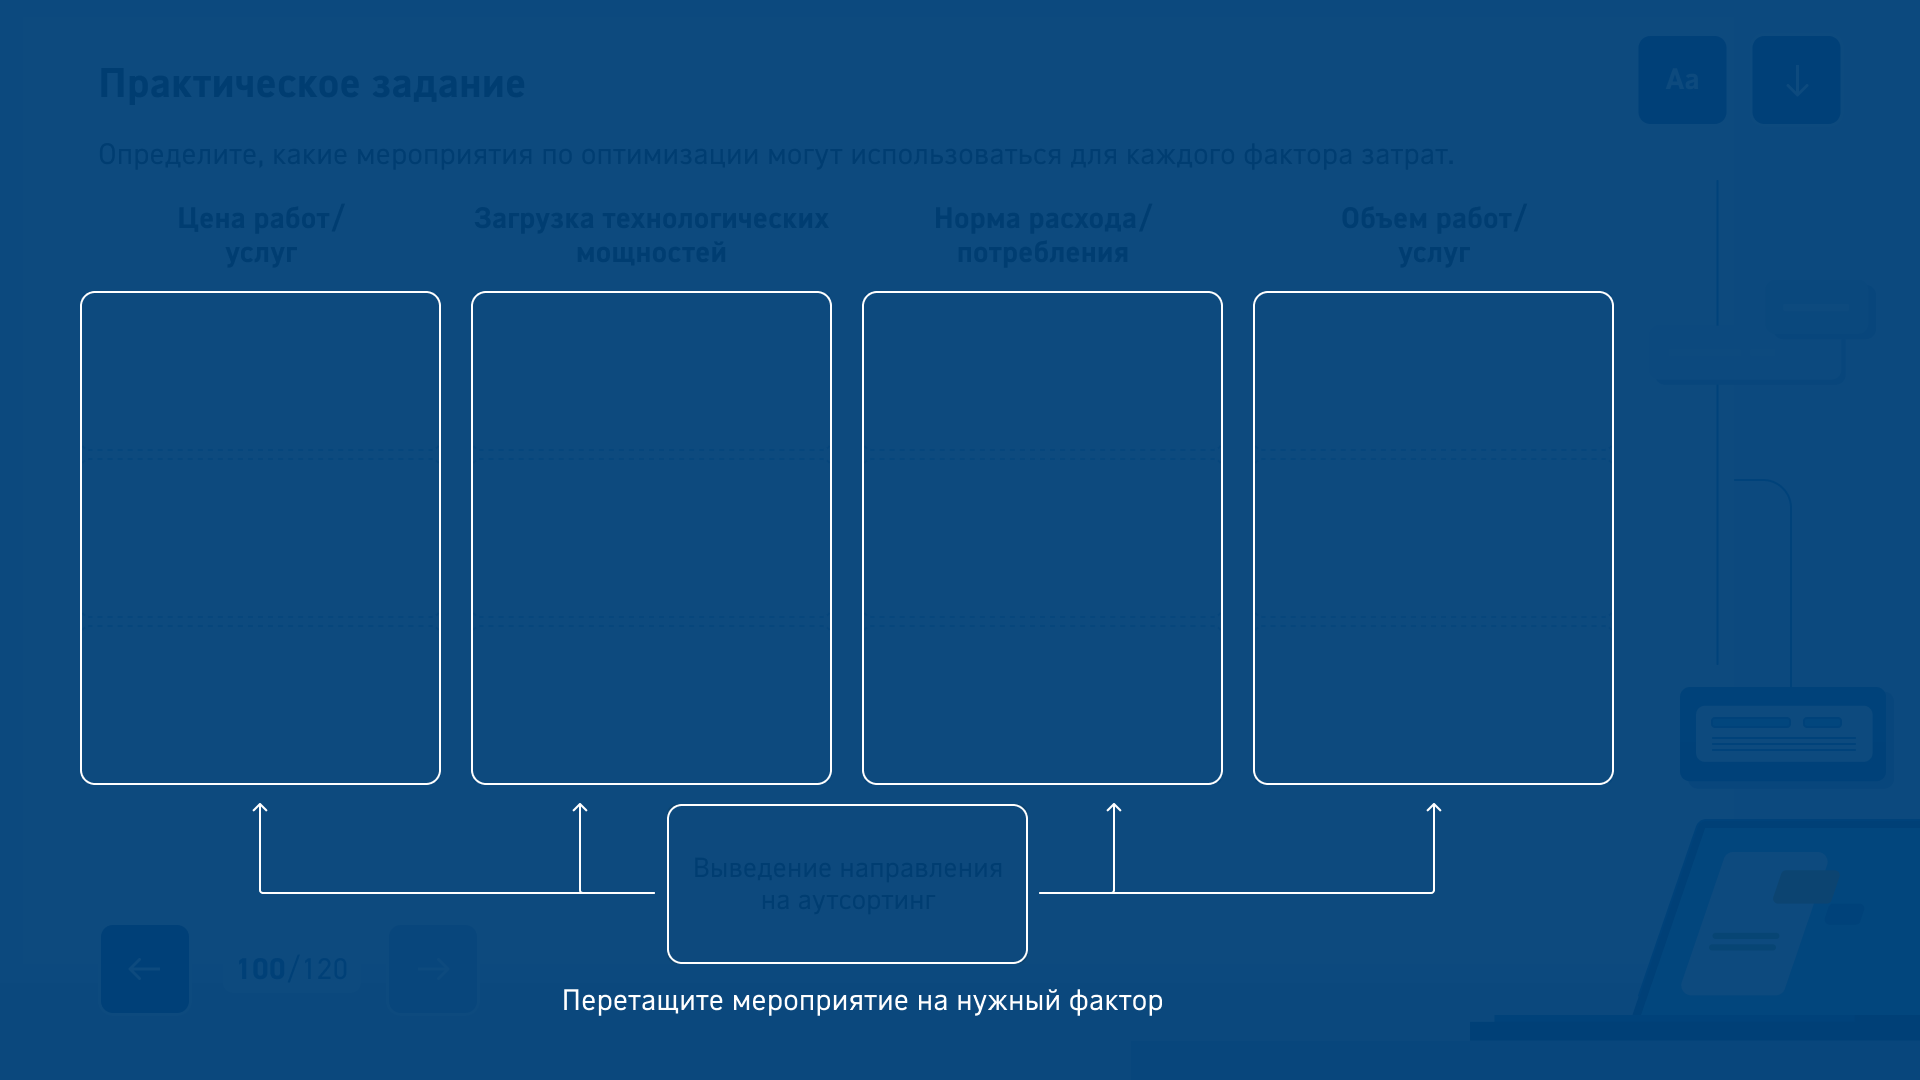 Практическое задание
Aa
Определите, какие мероприятия по оптимизации могут использоваться для каждого фактора затрат.
Цена работ/
услуг
Загрузка технологических
мощностей
Норма расхода/
потребления
Объем работ/
услуг
Выведение направления
на аутсортинг
100/120
Перетащите мероприятие на нужный фактор